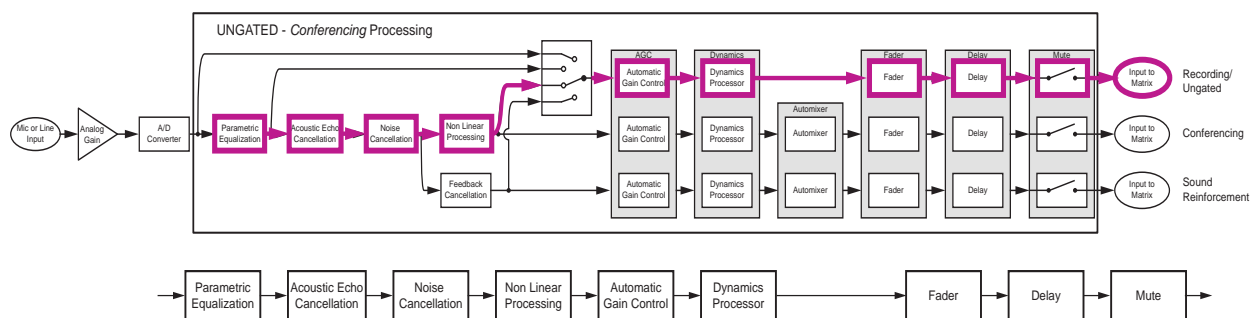 UNGATED - Conferencing Processing
AGC
Dynamics
Fader
Delay
Mute
Automatic
Gain Control
Dynamics
Processor
Fader
Delay
Input to
Matrix
Recording/
Ungated
Automixer
Mic or Line
Input
Analog
Gain
A/D
Converter
Parametric
Equalization
Acoustic Echo
Cancellation
Noise
Cancellation
Non Linear
Processing
Automatic
Gain Control
Dynamics
Processor
Automixer
Fader
Delay
Input to
Matrix
Conferencing
Feedback
Cancellation
Automatic
Gain Control
Dynamics
Processor
Automixer
Fader
Delay
Input to
Matrix
Sound
Reinforcement
Parametric
Equalization
Acoustic Echo
Cancellation
Noise
Cancellation
Non Linear
Processing
Automatic
Gain Control
Dynamics
Processor
Fader
Delay
Mute